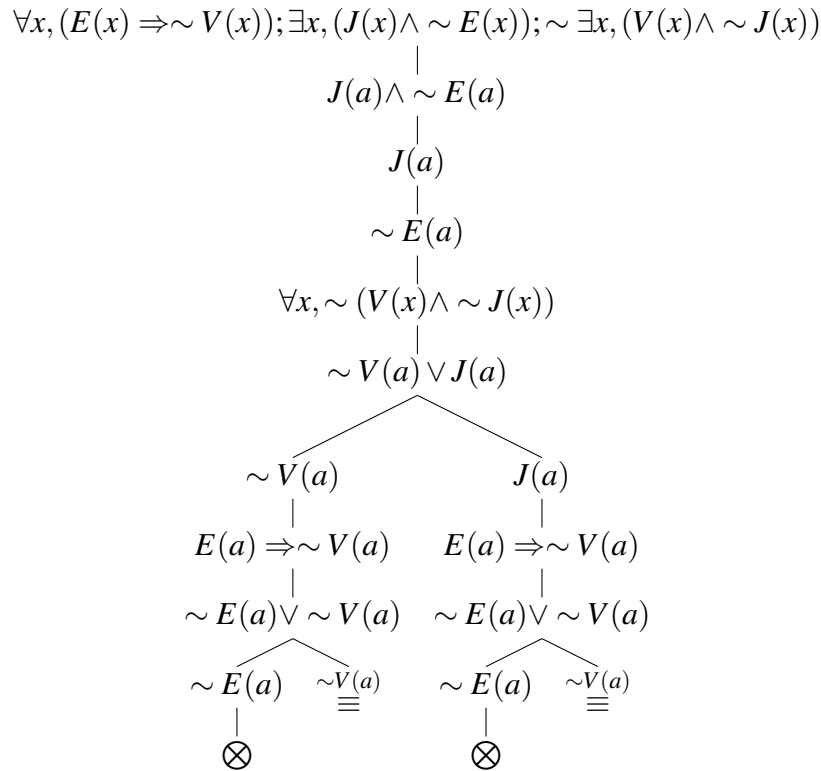 ∀x, (E(x) ⇒∼ V(x)); ∃x, (J(x)∧ ∼ E(x)); ∼ ∃x, (V(x)∧ ∼ J(x))
J(a)∧ ∼ E(a)
J(a)
∼ E(a)
∀x, ∼ (V(x)∧ ∼ J(x))
∼ V(a) ∨ J(a)
∼ V(a) J(a)
E(a) ⇒∼ V(a) E(a) ⇒∼ V(a)
∼ E(a)∨ ∼ V(a) ∼ E(a)∨ ∼ V(a)
∼ E(a) ∼V(a) ∼ E(a) ∼V(a)
≡ ≡
⊗ ⊗